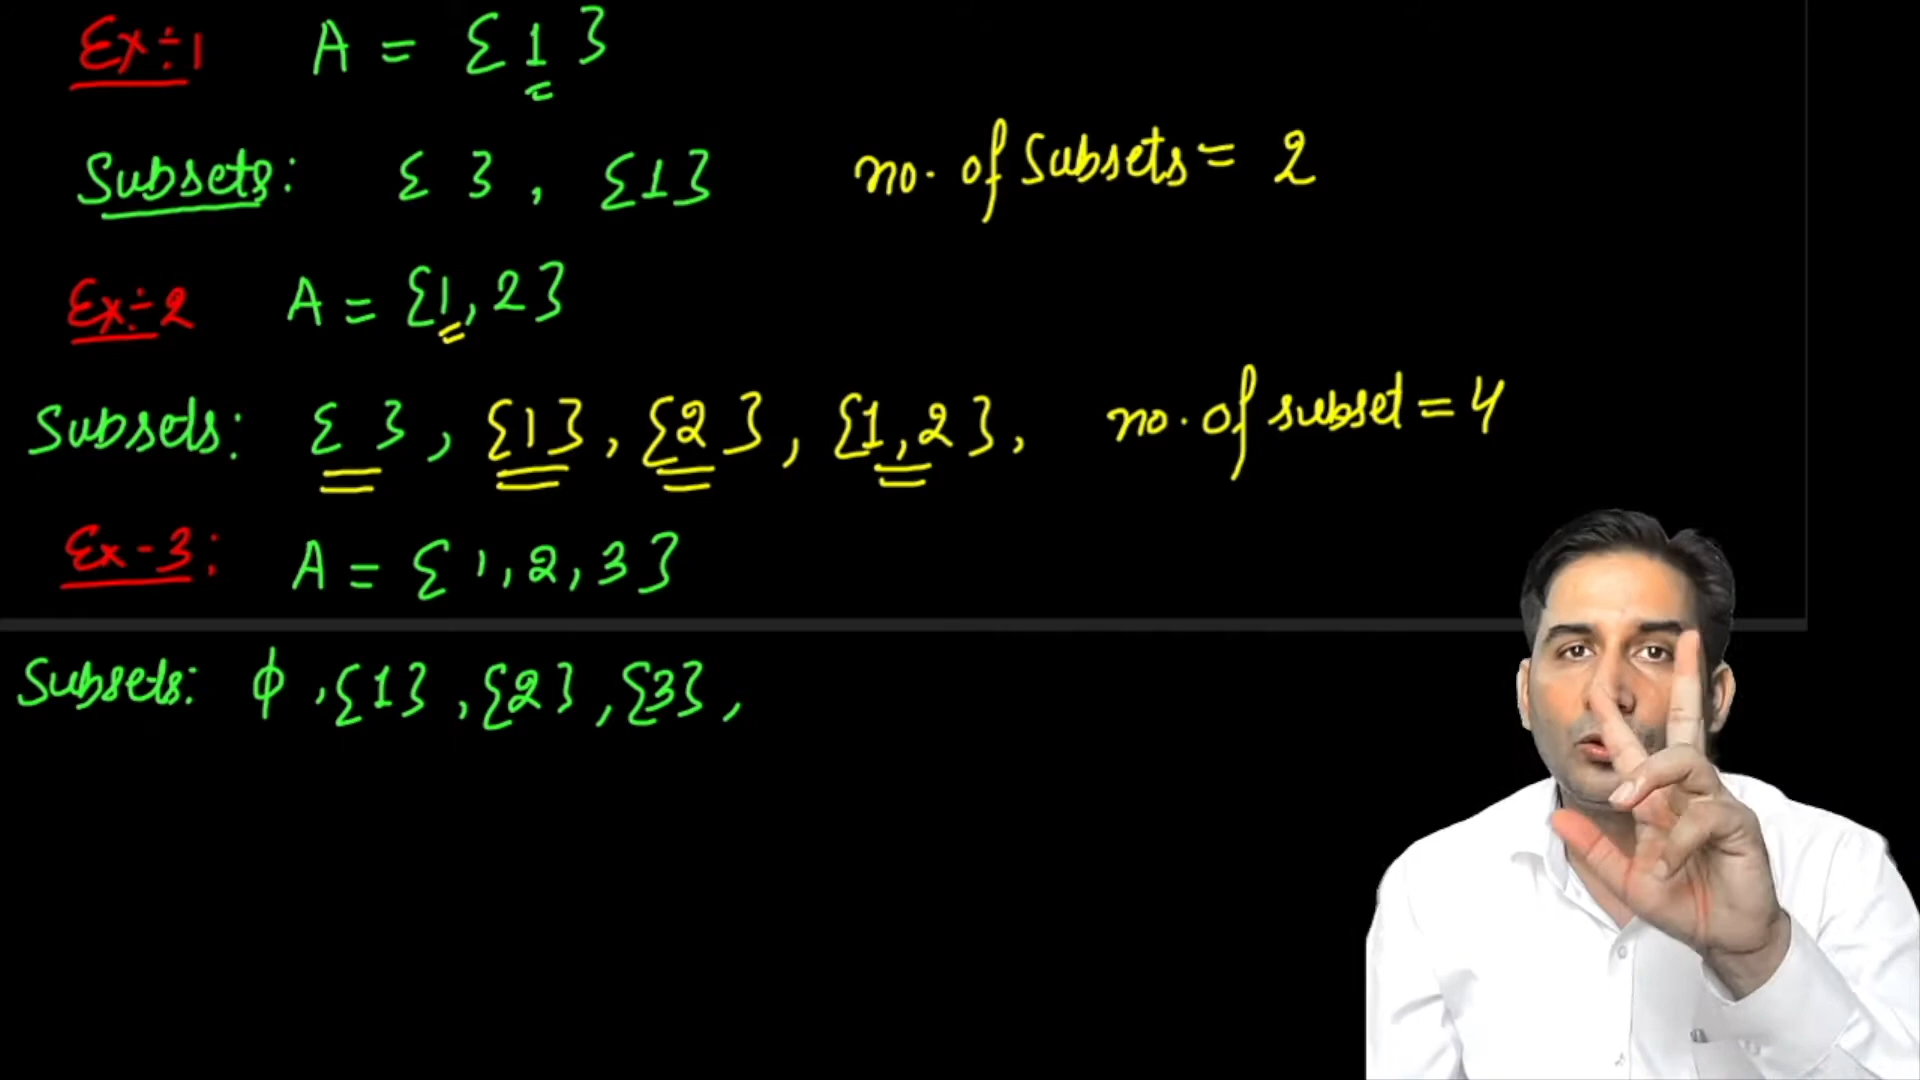 Ex÷1 A = {1}
Subsets: { }, {1} no. of Subsets = 2
Ex÷2 A = {1,2}
Subsets: { }, {1}, {2}, {1,2}, no. of subset = 4
Ex-3: A = {1,2,3}
Subsets: ϕ, {1}, {2}, {3},